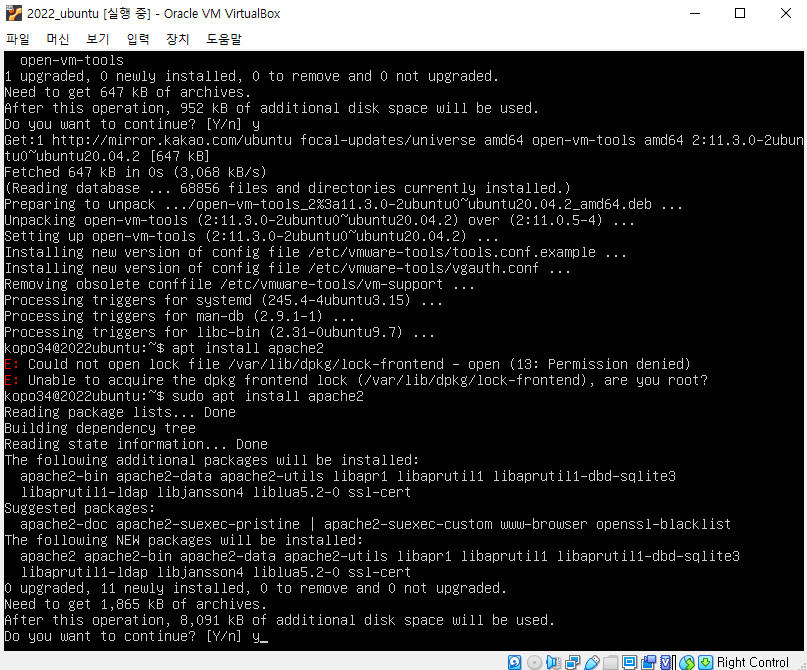 2022_ubuntu [실행 중] - Oracle VM VirtualBox
파일 머신 보기 입력 장치 도움말
open-vm-tools
1 upgraded, 0 newly installed, 0 to remove and 0 not upgraded.
Need to get 647 kB of archives.
After this operation, 952 kB of additional disk space will be used.
Do you want to continue? [Y/n] y
Get:1 http://mirror.kakao.com/ubuntu focal-updates/universe amd64 open-vm-tools amd64 2:11.3.0-2ubun
tu0~ubuntu20.04.2 [647 kB]
Fetched 647 kB in 0s (3,068 kB/s)
(Reading database ... 68856 files and directories currently installed.)
Preparing to unpack .../open-vm-tools_2%3a11.3.0-2ubuntu0~ubuntu20.04.2_amd64.deb ...
Unpacking open-vm-tools (2:11.3.0-2ubuntu0~ubuntu20.04.2) over (2:11.0.5-4) ...
Setting up open-vm-tools (2:11.3.0-2ubuntu0~ubuntu20.04.2) ...
Installing new version of config file /etc/vmware-tools/tools.conf.example ...
Installing new version of config file /etc/vmware-tools/vgauth.conf ...
Removing obsolete conffile /etc/vmware-tools/vm-support ...
Processing triggers for systemd (245.4-4ubuntu3.15) ...
Processing triggers for man-db (2.9.1-1) ...
Processing triggers for libc-bin (2.31-0ubuntu9.7) ...
kopo34@2022ubuntu:~$ apt install apache2
E: Could not open lock file /var/lib/dpkg/lock-frontend - open (13: Permission denied)
E: Unable to acquire the dpkg frontend lock (/var/lib/dpkg/lock-frontend), are you root?
kopo34@2022ubuntu:~$ sudo apt install apache2
Reading package lists... Done
Building dependency tree
Reading state information... Done
The following additional packages will be installed:
apache2-bin apache2-data apache2-utils libapr1 libaprutil1 libaprutil1-dbd-sqlite3
libaprutil1-ldap libjansson4 liblua5.2-0 ssl-cert
Suggested packages:
apache2-doc apache2-suexec-pristine | apache2-suexec-custom www-browser openssl-blacklist
The following NEW packages will be installed:
apache2 apache2-bin apache2-data apache2-utils libapr1 libaprutil1 libaprutil1-dbd-sqlite3
libaprutil1-ldap libjansson4 liblua5.2-0 ssl-cert
0 upgraded, 11 newly installed, 0 to remove and 0 not upgraded.
Need to get 1,865 kB of archives.
After this operation, 8,091 kB of additional disk space will be used.
Do you want to continue? [Y/n] y_
Right Control